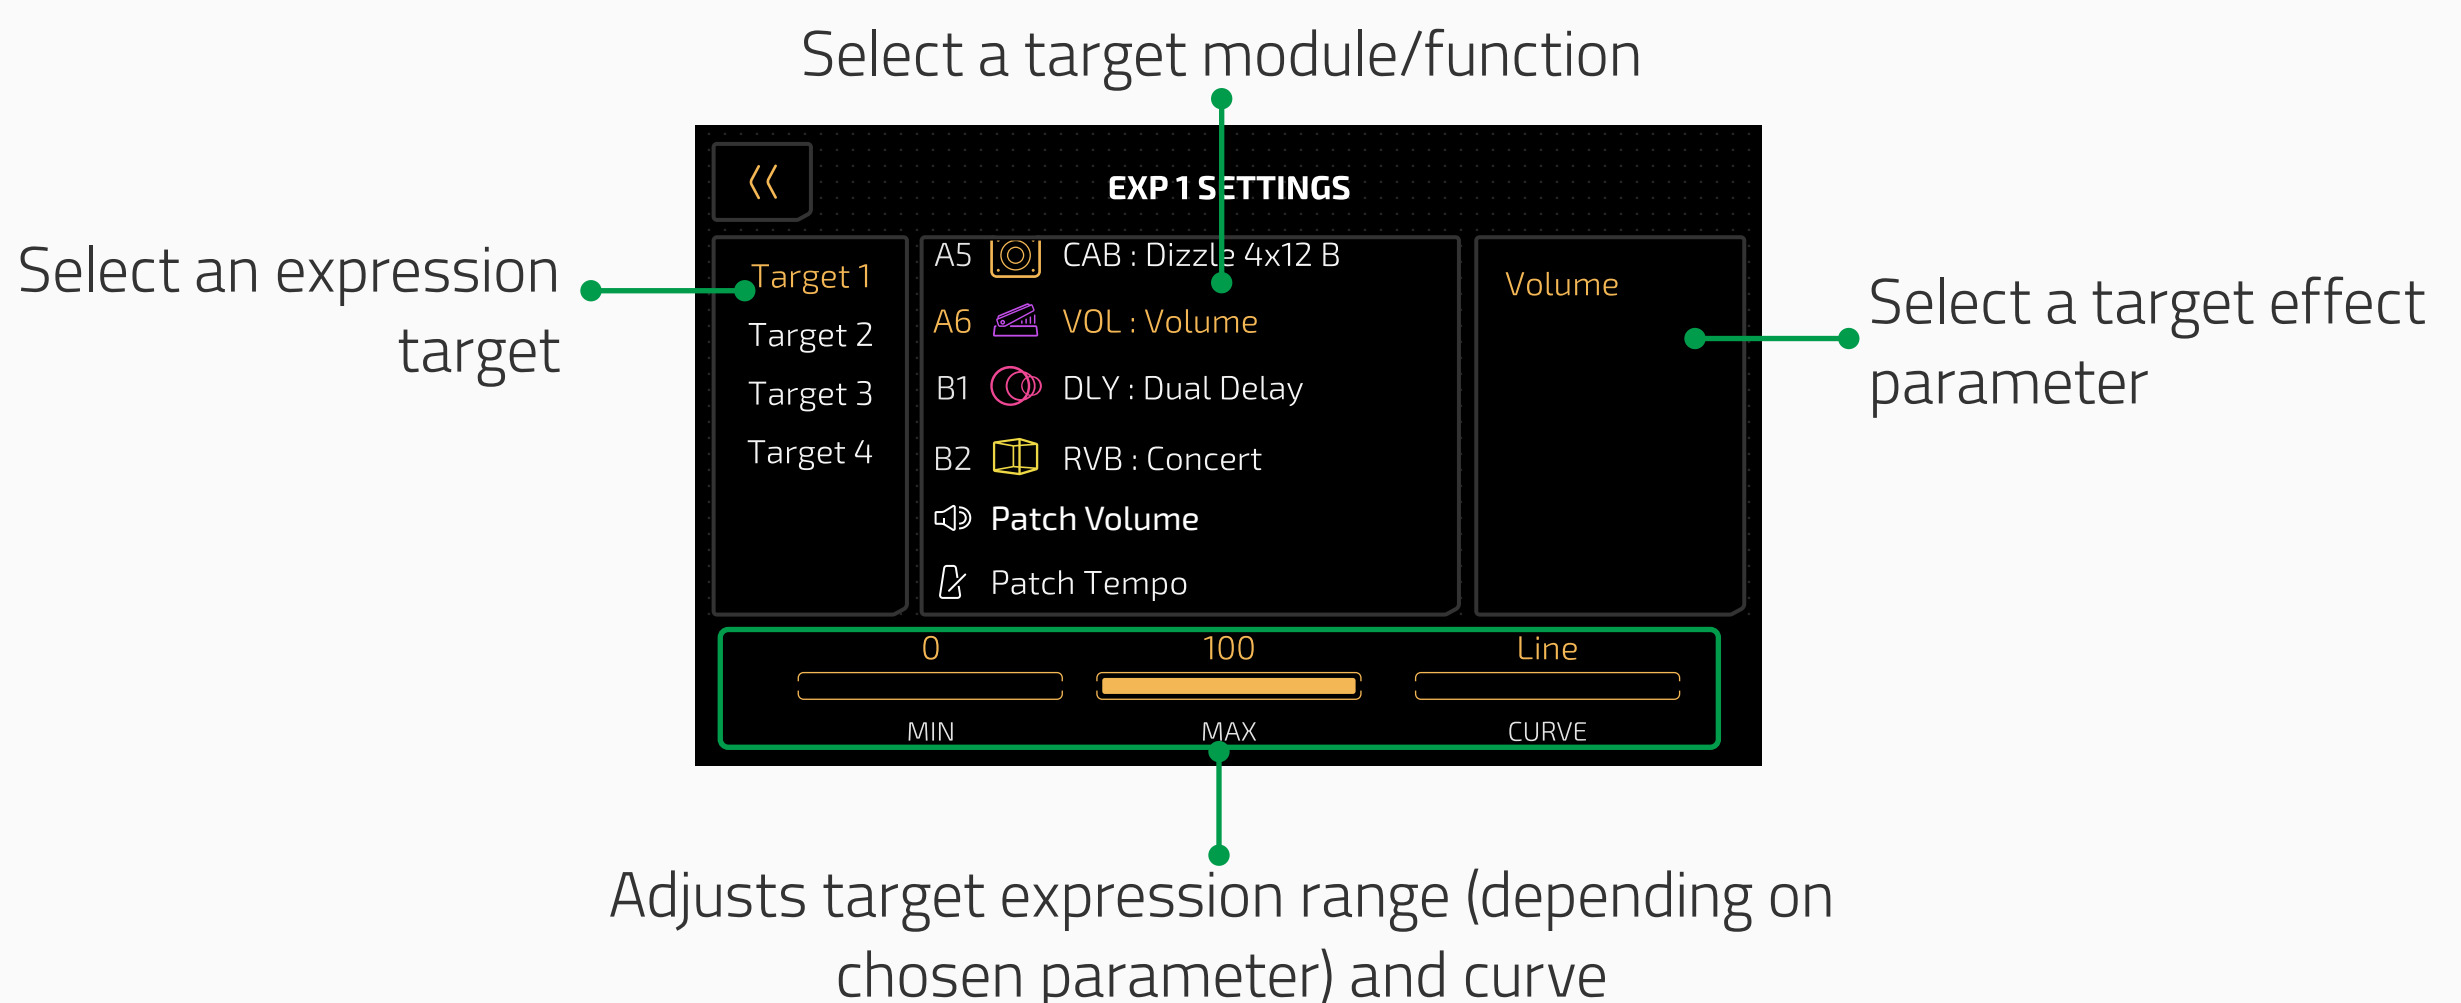 Select a target module/function
EXP 1 SETTINGS
Select an expression
target
Target 1
Target 2
Target 3
Target 4
A5 CAB : Dizzle 4x12 B
A6 VOL : Volume
B1 DLY : Dual Delay
B2 RVB : Concert
Patch Volume
Patch Tempo
Volume
Select a target effect
parameter
0 100 Line
MIN MAX CURVE
Adjusts target expression range (depending on
chosen parameter) and curve